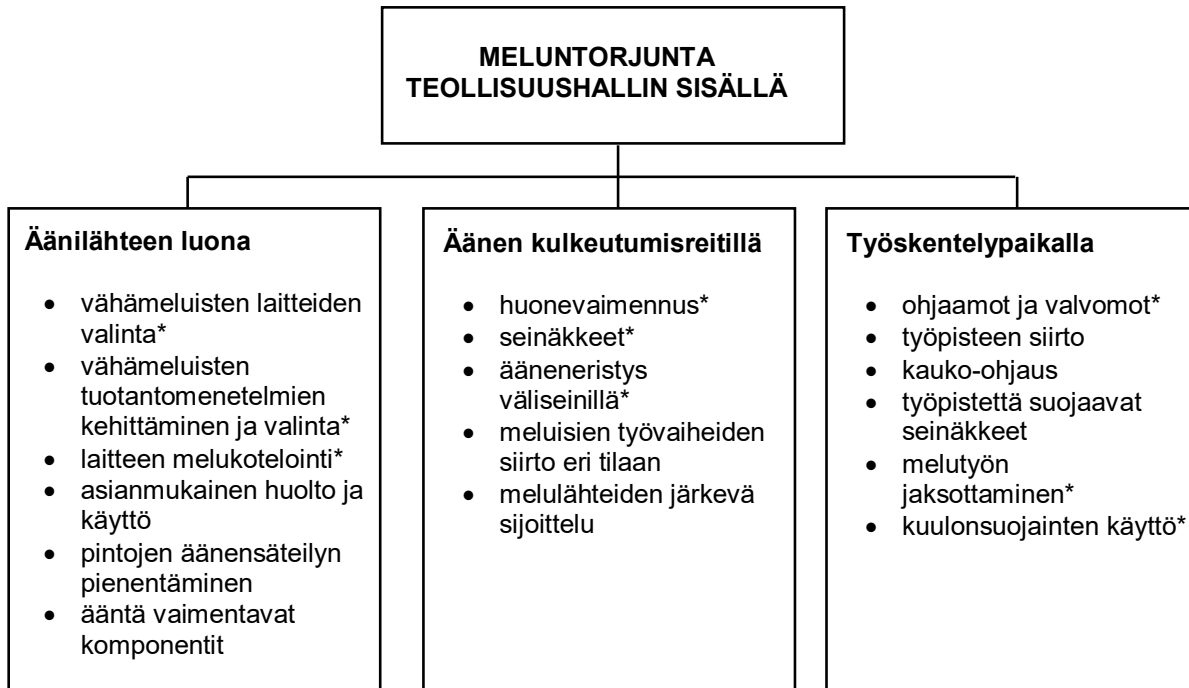 MELUNTORJUNTA
TEOLLISUUSHALLIN SISÄLLÄ
Äänilähteen luona
• vähämeluisten laitteiden
valinta*
• vähämeluisten
tuotantomenetelmien
kehittäminen ja valinta*
• laitteen melukotelointi*
• asianmukainen huolto ja
käyttö
• pintojen äänensäteilyn
pienentäminen
• ääntä vaimentavat
komponentit
Äänen kulkeutumisreitillä
• huonevaimennus*
• seinäkkeet*
• ääneneristys
väliseinillä*
• meluisien työvaiheiden
siirto eri tilaan
• melulähteiden järkevä
sijoittelu
Työskentelypaikalla
• ohjaamot ja valvomot*
• työpisteen siirto
• kauko-ohjaus
• työpistettä suojaavat
seinäkkeet
• melutyön
jaksottaminen*
• kuulonsuojainten käyttö*